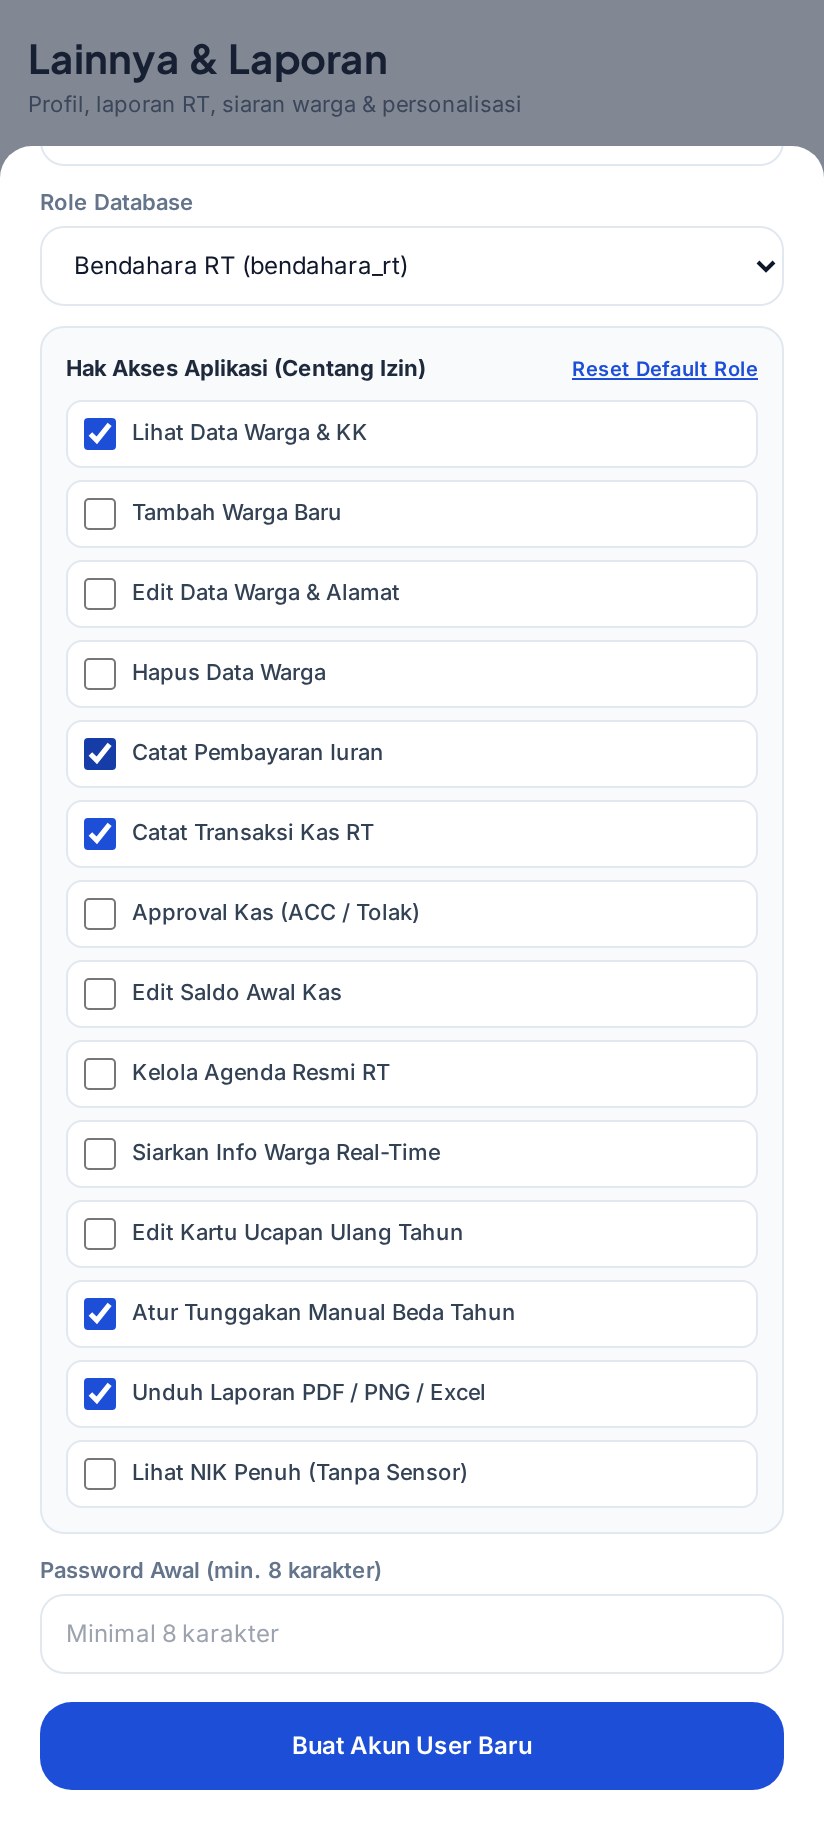 Lainnya & Laporan
Profil, laporan RT, siaran warga & personalisasi
Role Database
Bendahara RT (bendahara_rt)
Hak Akses Aplikasi (Centang Izin)
Reset Default Role
Lihat Data Warga & KK
Tambah Warga Baru
Edit Data Warga & Alamat
Hapus Data Warga
Catat Pembayaran Iuran
Catat Transaksi Kas RT
Approval Kas (ACC / Tolak)
Edit Saldo Awal Kas
Kelola Agenda Resmi RT
Siarkan Info Warga Real-Time
Edit Kartu Ucapan Ulang Tahun
Atur Tunggakan Manual Beda Tahun
Unduh Laporan PDF / PNG / Excel
Lihat NIK Penuh (Tanpa Sensor)
Password Awal (min. 8 karakter)
Minimal 8 karakter
Buat Akun User Baru